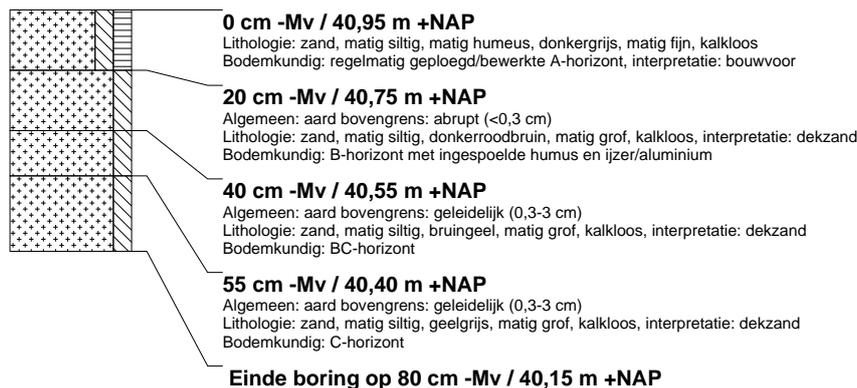 0 cm -Mv / 40,95 m +NAP
Lithologie: zand, matig siltig, matig humeus, donkergrijs, matig fijn, kalkloos
Bodemkundig: regelmatig geploegd/bewerkte A-horizont, interpretatie: bouwvoor
20 cm -Mv / 40,75 m +NAP
Algemeen: aard bovengrens: abrupt (<0,3 cm)
Lithologie: zand, matig siltig, donkerroodbruin, matig grof, kalkloos, interpretatie: dekzand
Bodemkundig: B-horizont met ingespoelde humus en ijzer/aluminium
40 cm -Mv / 40,55 m +NAP
Algemeen: aard bovengrens: geleidelijk (0,3-3 cm)
Lithologie: zand, matig siltig, bruingeel, matig grof, kalkloos, interpretatie: dekzand
Bodemkundig: BC-horizont
55 cm -Mv / 40,40 m +NAP
Algemeen: aard bovengrens: geleidelijk (0,3-3 cm)
Lithologie: zand, matig siltig, geelgrijs, matig grof, kalkloos, interpretatie: dekzand
Bodemkundig: C-horizont
Einde boring op 80 cm -Mv / 40,15 m +NAP